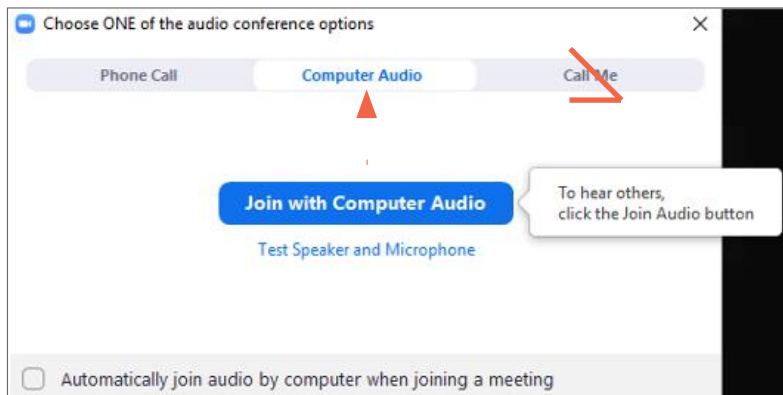 Choose ONE of the audio conference options
Phone Call
Computer Audio
Call Me
Join with Computer Audio
To hear others,
click the Join Audio button
Test Speaker and Microphone
Automatically join audio by computer when joining a meeting